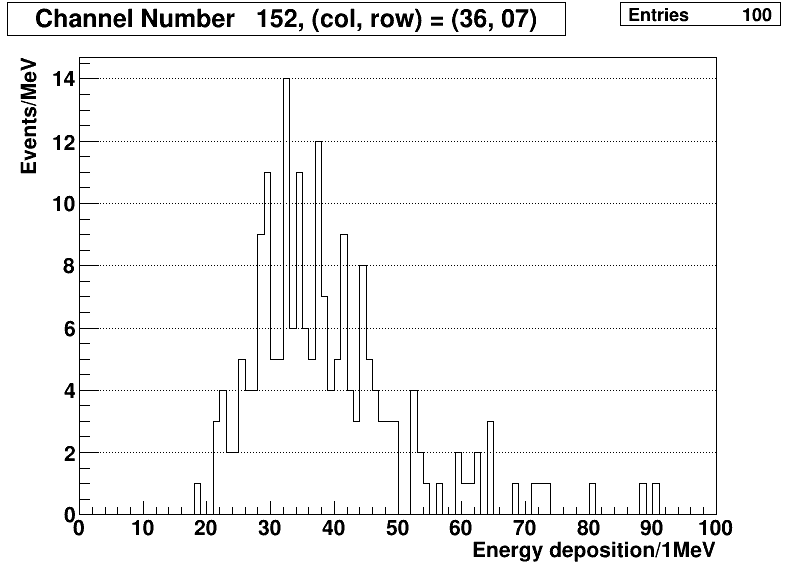 Channel Number 152, (col, row) = (36, 07)
Entries 100
Events/MeV
14
12
10
8
6
4
2
0
0 10 20 30 40 50 60 70 80 90 100
Energy deposition/1MeV